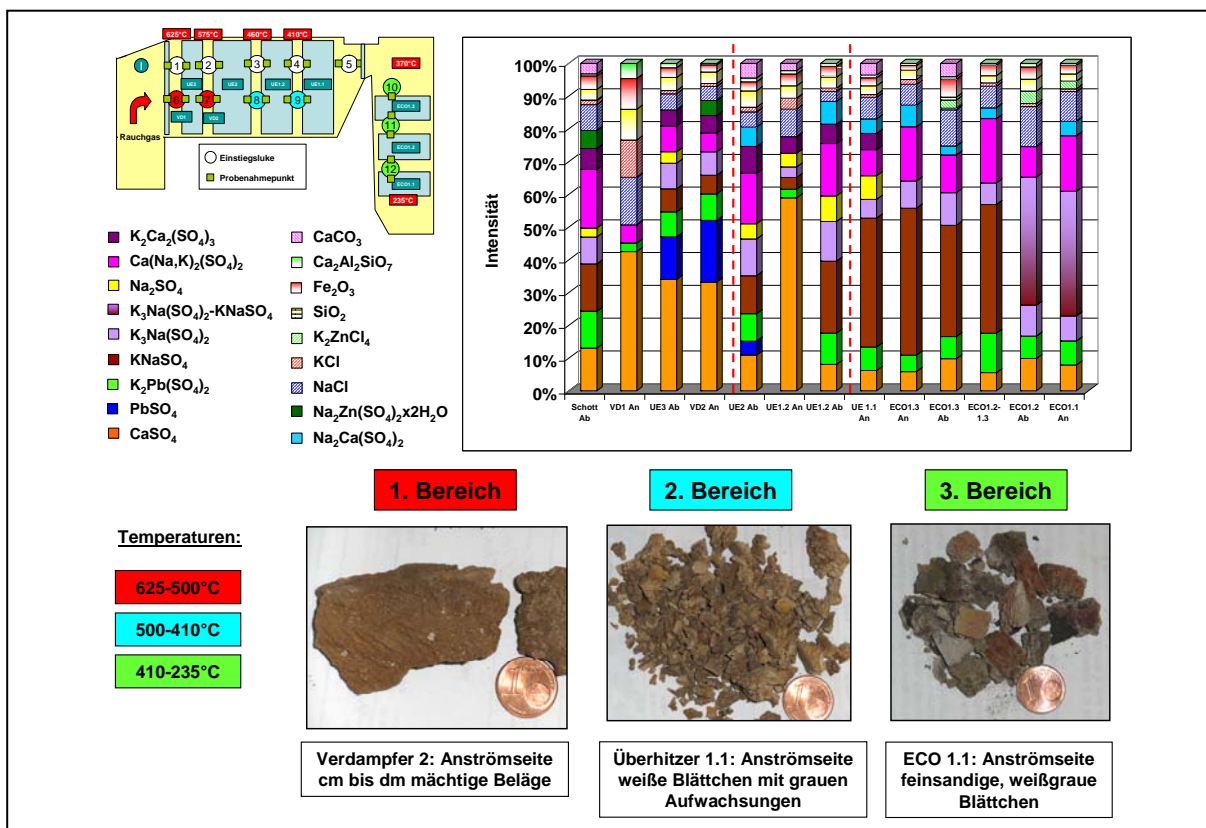 625°C
575°C
460°C
410°C
370°C
I
1
2
3
4
5
6
7
8
9
10
11
12
UE3
UE2
UE1.2
UE1.1
VD1
VD2
ECO1.3
ECO1.2
ECO1.1
235°C
Rauchgas
Einstiegsluke
Probenahmepunkt
K₂Ca₂(SO₄)₃
Ca(Na,K)₂(SO₄)₂
Na₂SO₄
K₃Na(SO₄)₂-KNaSO₄
K₃Na(SO₄)₂
KNaSO₄
K₂Pb(SO₄)₂
PbSO₄
CaSO₄
CaCO₃
Ca₂Al₂SiO₇
Fe₂O₃
SiO₂
K₂ZnCl₄
KCl
NaCl
Na₂Zn(SO₄)₂x2H₂O
Na₂Ca(SO₄)₂
Intensität
100%
90%
80%
70%
60%
50%
40%
30%
20%
10%
0%
Schott Ab
VD1 An
UE3 Ab
VD2 An
UE2 Ab
UE1.2 An
UE1.2 Ab
UE 1.1 An
ECO1.3 An
ECO1.3 Ab
ECO1.2-1.3
ECO1.2 Ab
ECO1.1 An
1. Bereich
2. Bereich
3. Bereich
Temperaturen:
625-500°C
500-410°C
410-235°C
Verdampfer 2: Anströmseite
cm bis dm mächtige Beläge
Überhitzer 1.1: Anströmseite
weiße Blättchen mit grauen
Aufwachsungen
ECO 1.1: Anströmseite
feinsandige, weißgraue
Blättchen